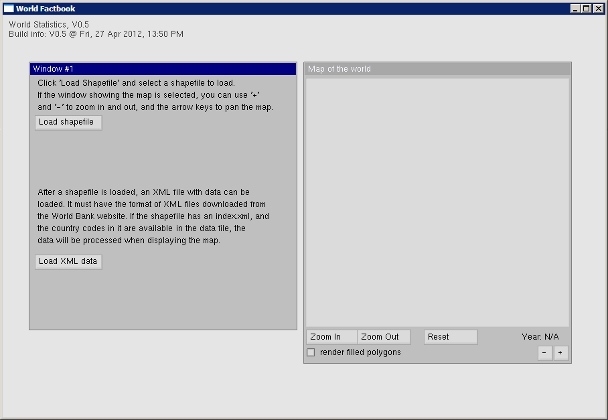 World Factbook
World Statistics, V0.5
Build info: V0.5 @ Fri, 27 Apr 2012, 13:50 PM
Window #1
Click 'Load Shapefile' and select a shapefile to load.
If the window showing the map is selected, you can use '+'
and '-' to zoom in and out, and the arrow keys to pan the map.
Load shapefile
After a shapefile is loaded, an XML file with data can be
loaded. It must have the format of XML files downloaded from
the World Bank website. If the shapefile has an index.xml, and
the country codes in it are available in the data file, the
data will be processed when displaying the map.
Load XML data
Map of the world
Zoom In Zoom Out Reset Year: N/A
render filled polygons - +